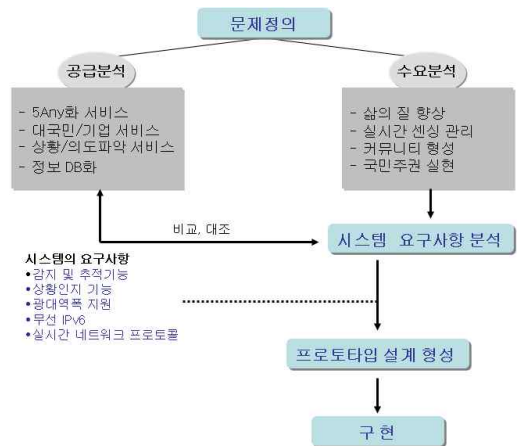 문제정의
공급분석
- 5Any화 서비스
- 대국민/기업 서비스
- 상황/의도파악 서비스
- 정보 DB화
수요분석
- 삶의 질 향상
- 실시간 센싱 관리
- 커뮤니티 형성
- 국민주권 실현
비교, 대조
시스템 요구사항 분석
시스템의 요구사항
•감지 및 추적기능
•상황인지 기능
•광대역폭 지원
•무선 IPv6
•실시간 네트워크 프로토콜
프로토타입 설계 형성
구 현